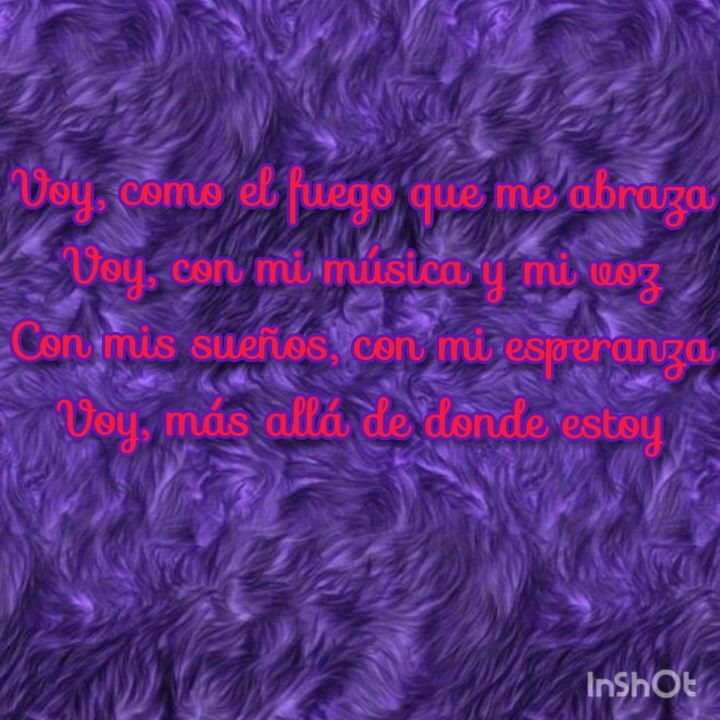 Voy, como el fuego que me abraza
Voy, con mi música y mi voz
Con mis sueños, con mi esperanza
Voy, más allá de donde estoy
InShOt